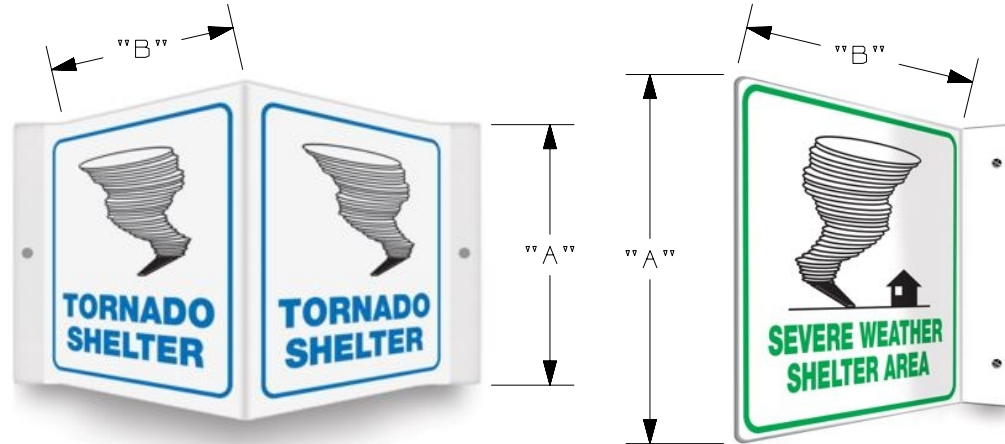 "B"
TORNADO
SHELTER
TORNADO
SHELTER
"A"
"A"
"B"
SEVERE WEATHER
SHELTER AREA